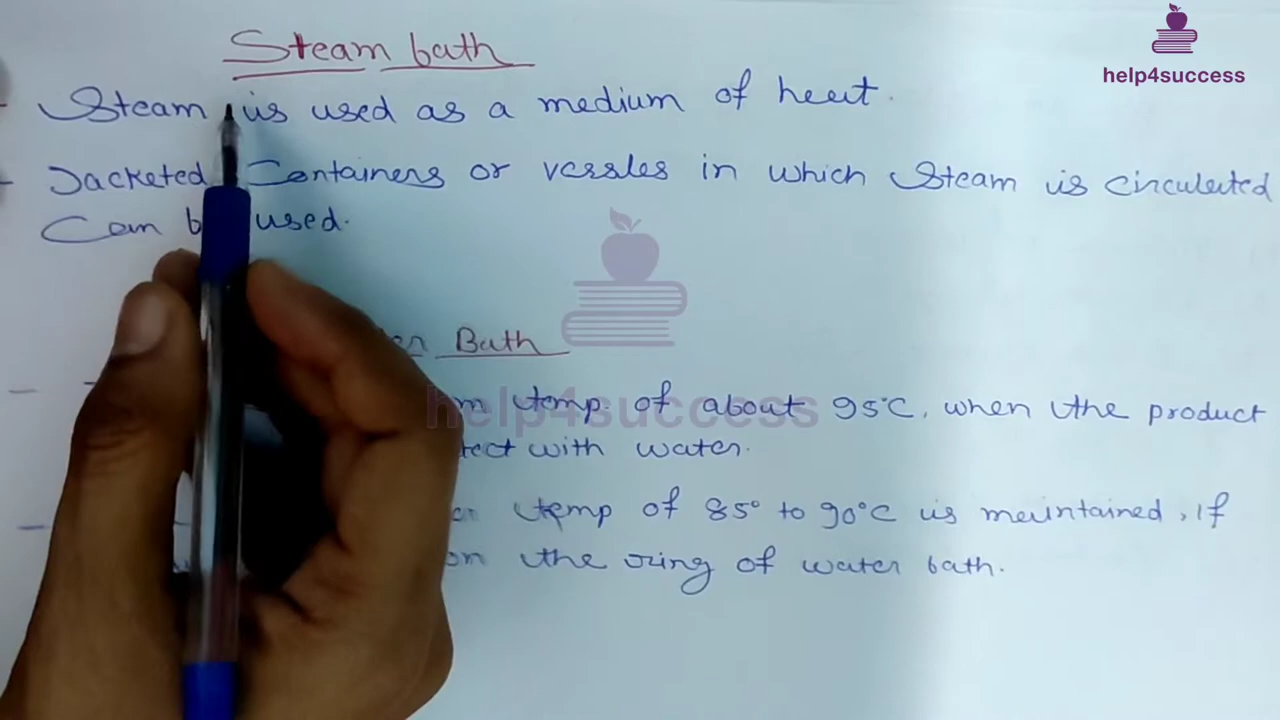 Steam bath
help4success
- Steam is used as a medium of heat.
- Jacketed Containers or vessles in which Steam is circulated
Can b used.
Bath
temp. of about 95°C, when the product
with water.
temp of 85° to 90°C is maintained, If
on the ring of water bath.
help4success